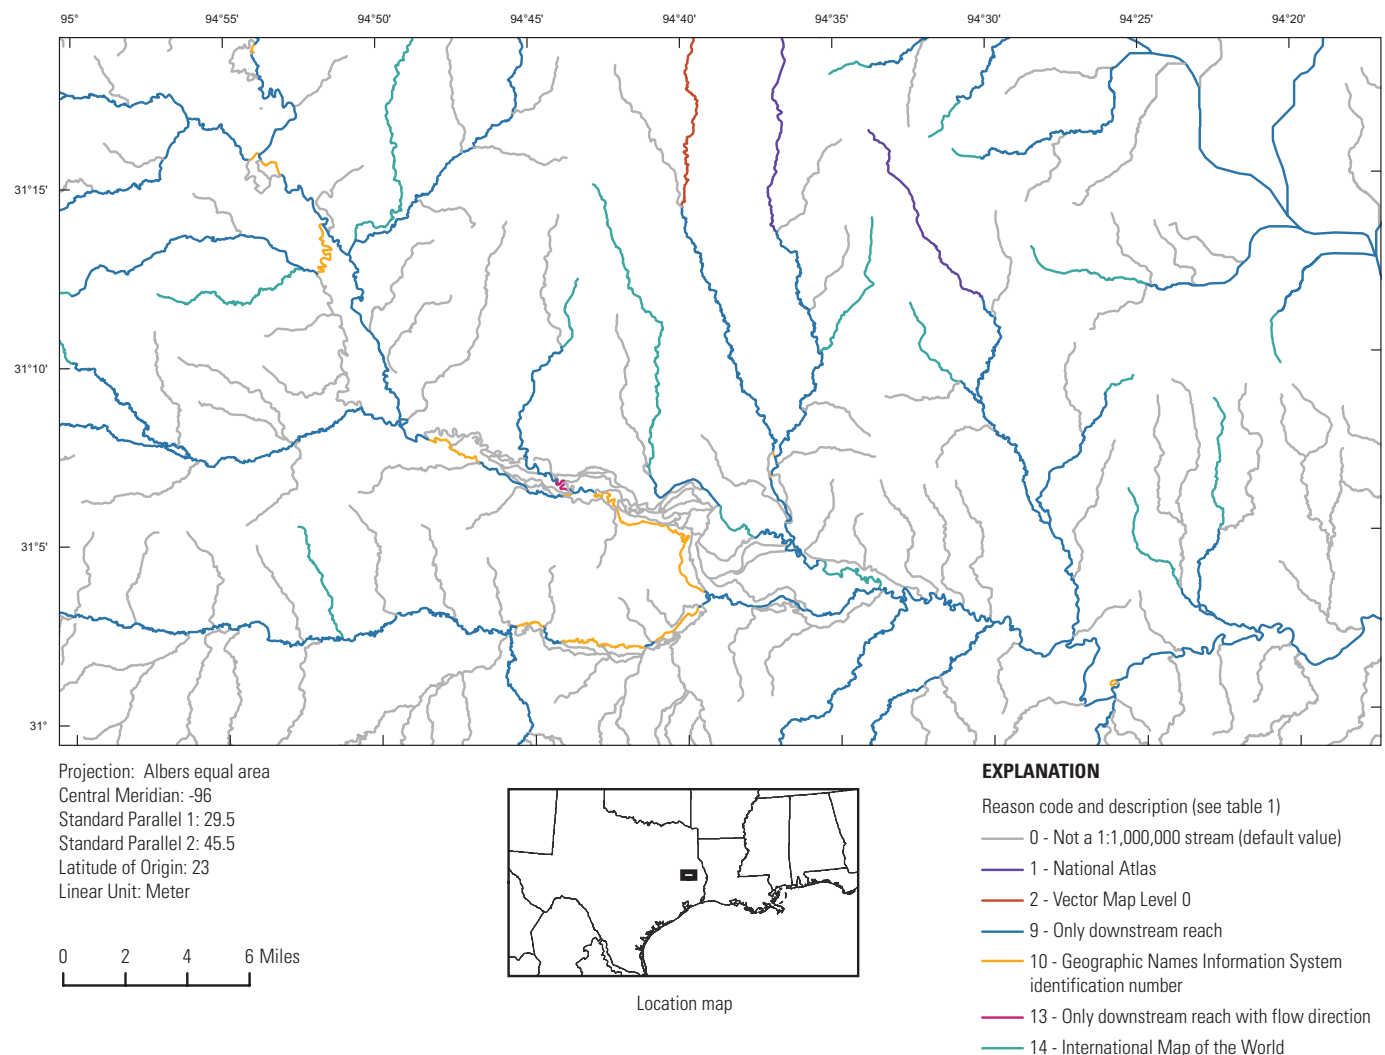 95° 94°55' 94°50' 94°45' 94°40' 94°35' 94°30' 94°25' 94°20'
31°15'
31°10'
31°5'
31°
Projection: Albers equal area
Central Meridian: -96
Standard Parallel 1: 29.5
Standard Parallel 2: 45.5
Latitude of Origin: 23
Linear Unit: Meter
0 2 4 6 Miles
Location map
EXPLANATION
Reason code and description (see table 1)
0 - Not a 1:1,000,000 stream (default value)
1 - National Atlas
2 - Vector Map Level 0
9 - Only downstream reach
10 - Geographic Names Information System
identification number
13 - Only downstream reach with flow direction
14 - International Map of the World